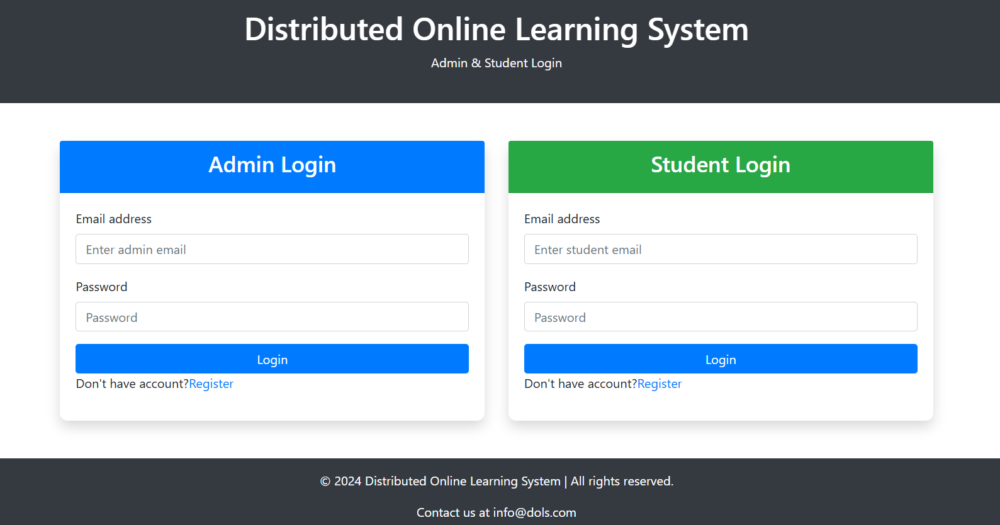 Distributed Online Learning System
Admin & Student Login
Admin Login
Email address
Enter admin email
Password
Password
Login
Don't have account?Register
Student Login
Email address
Enter student email
Password
Password
Login
Don't have account?Register
© 2024 Distributed Online Learning System | All rights reserved.
Contact us at info@dols.com